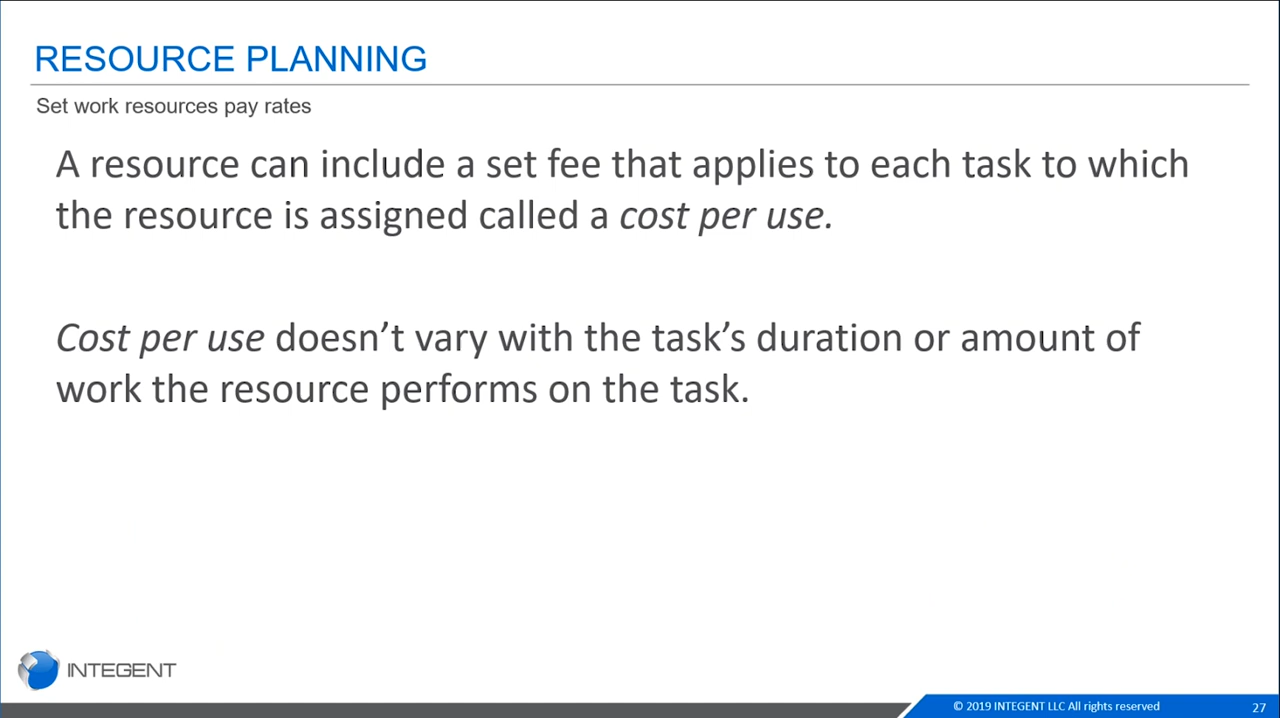 RESOURCE PLANNING
Set work resources pay rates
A resource can include a set fee that applies to each task to which
the resource is assigned called a cost per use.
Cost per use doesn’t vary with the task’s duration or amount of
work the resource performs on the task.
INTEGENT
© 2019 INTEGENT LLC All rights reserved
27